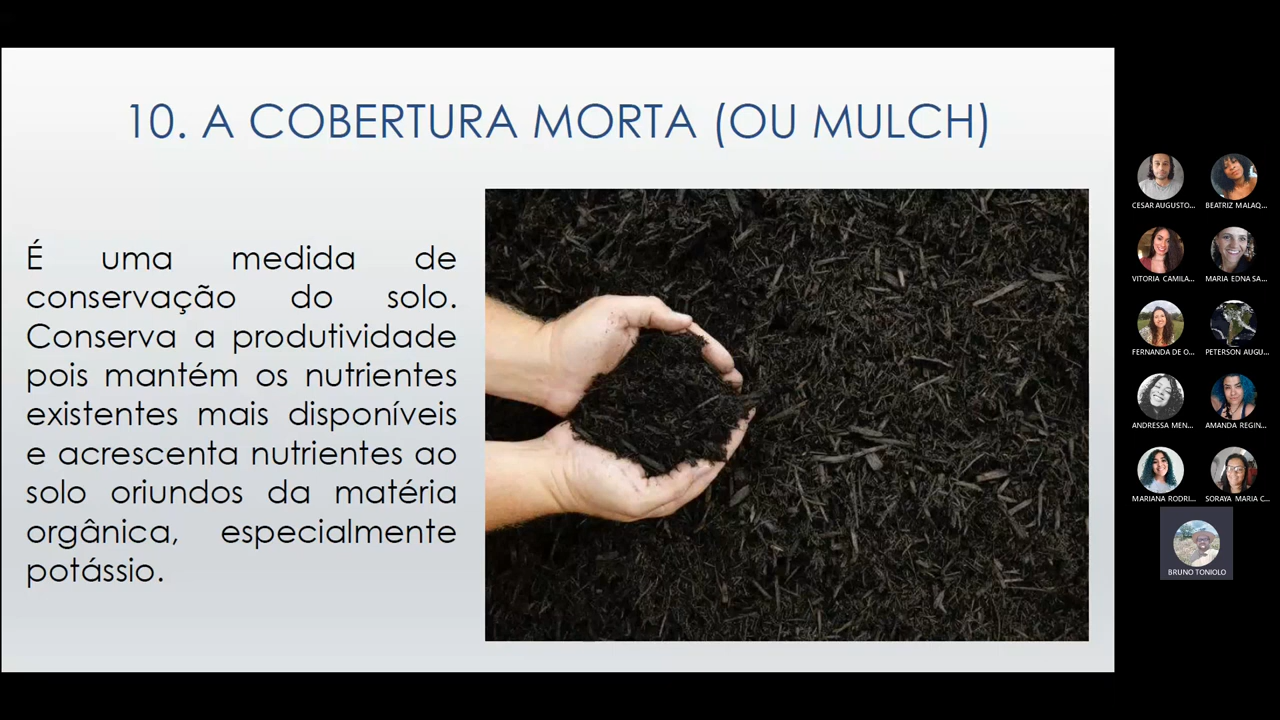 10. A COBERTURA MORTA (OU MULCH)
É uma medida de
conservação do solo.
Conserva a produtividade
pois mantém os nutrientes
existentes mais disponíveis
e acrescenta nutrientes ao
solo oriundos da matéria
orgânica, especialmente
potássio.
CESAR AUGUSTO...
BEATRIZ MALAQ...
VITORIA CAMILA...
MARIA EDNA SA...
FERNANDA DE O...
PETERSON AUGU...
ANDRESSA MEN...
AMANDA REGIN...
MARIANA RODRI...
SORAYA MARIA C...
BRUNO TONIOLO